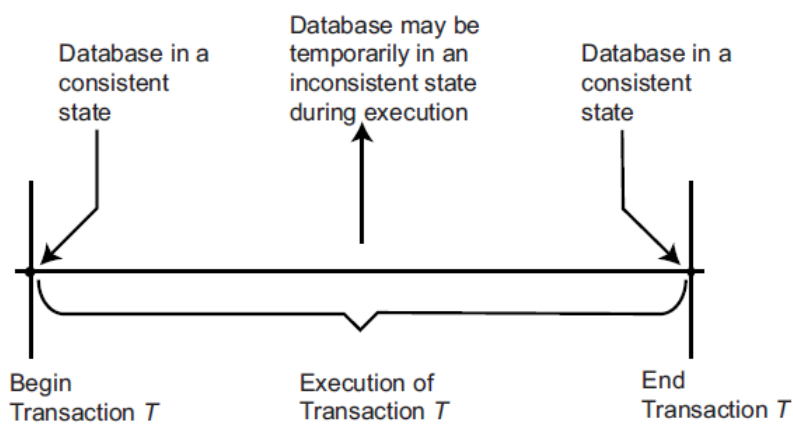 Database in a
consistent
state
Database may be
temporarily in an
inconsistent state
during execution
Database in a
consistent
state
Begin
Transaction T
Execution of
Transaction T
End
Transaction T